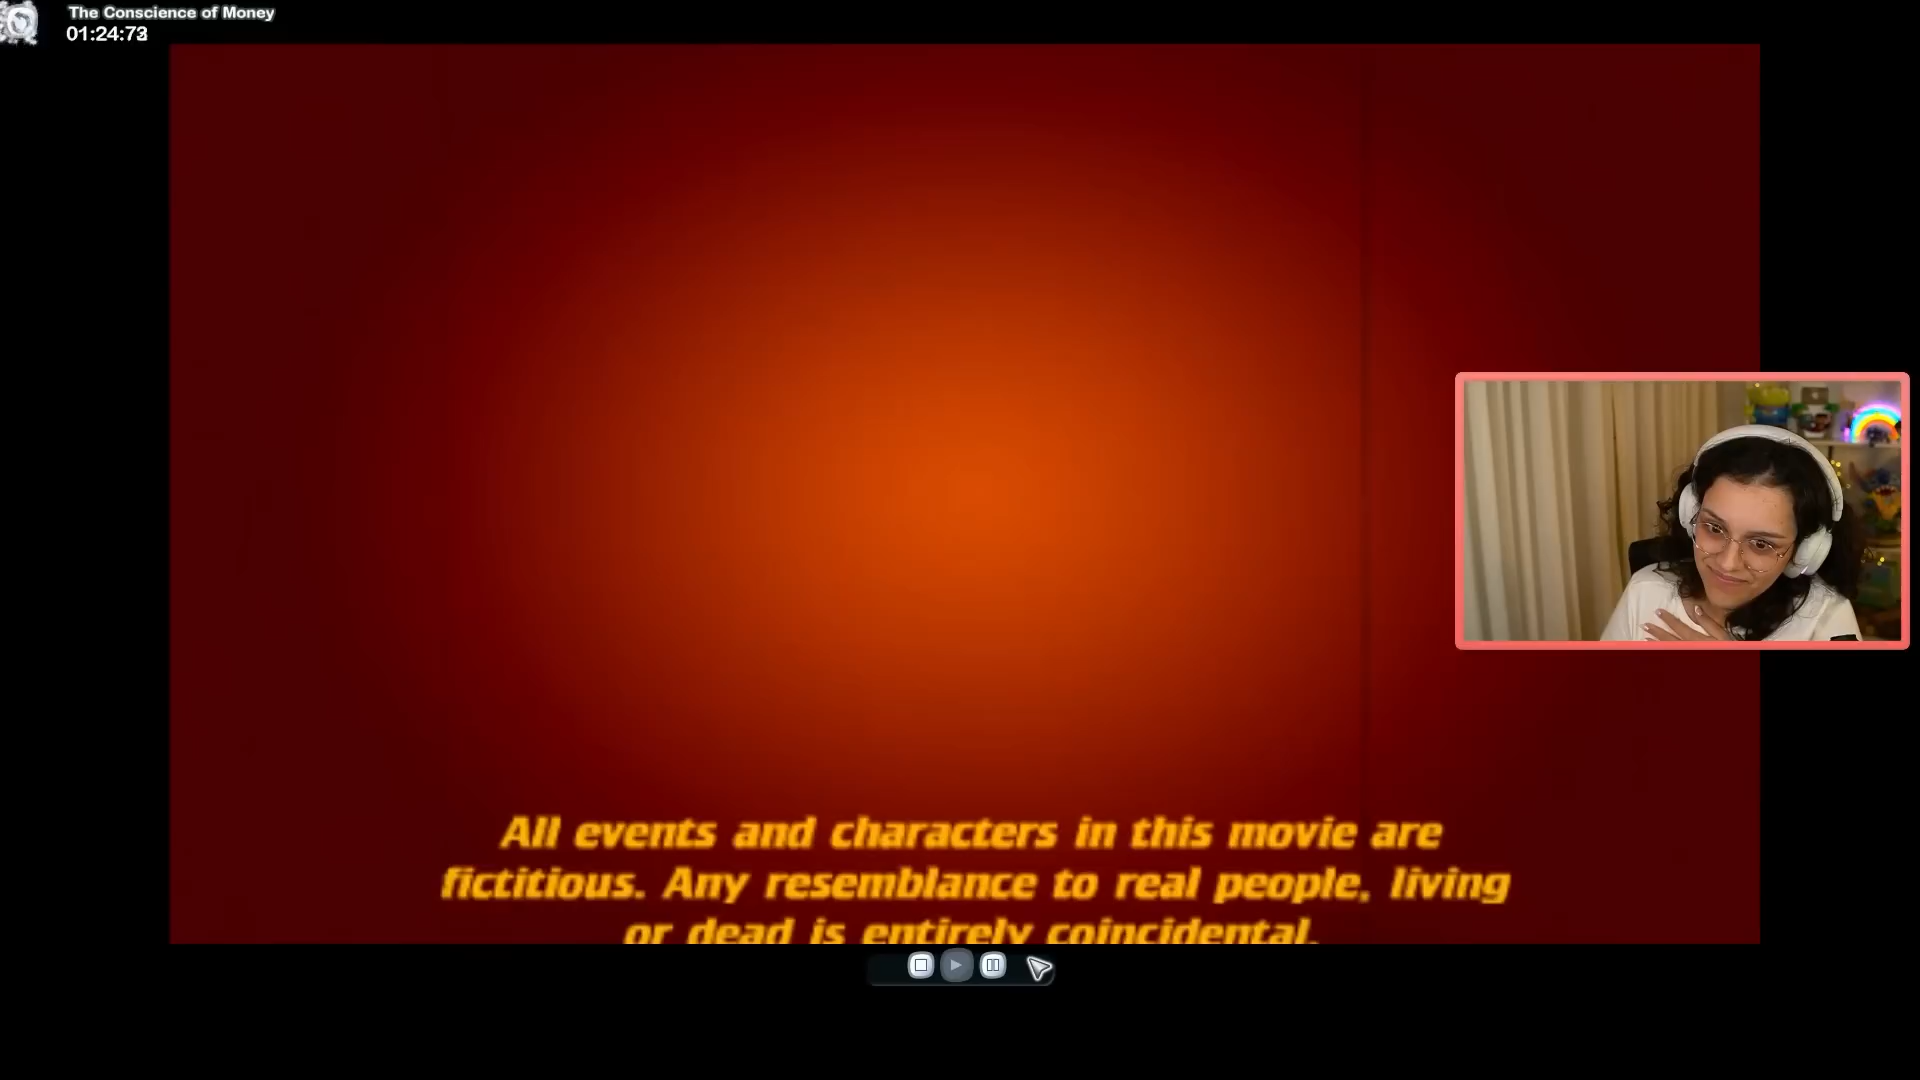 The Conscience of Money
01:24:73
All events and characters in this movie are
fictitious. Any resemblance to real people, living
or dead is entirely coincidental.